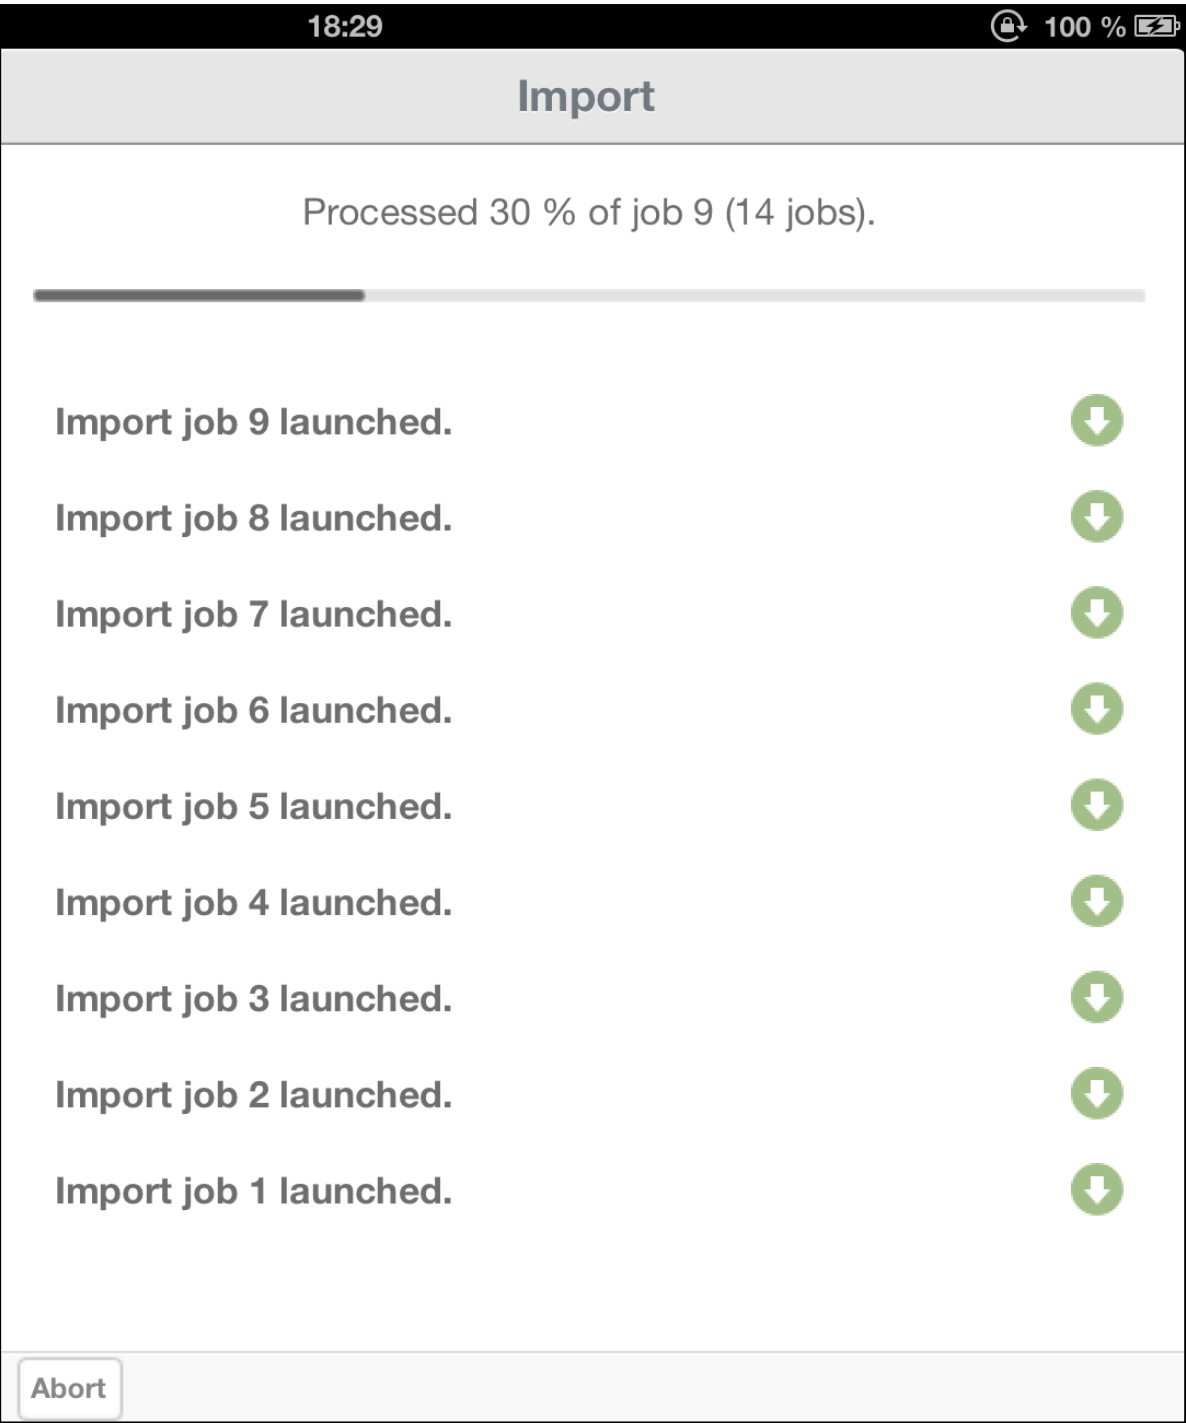 18:29 100 %
Import
Processed 30 % of job 9 (14 jobs).
Import job 9 launched.
Import job 8 launched.
Import job 7 launched.
Import job 6 launched.
Import job 5 launched.
Import job 4 launched.
Import job 3 launched.
Import job 2 launched.
Import job 1 launched.
Abort